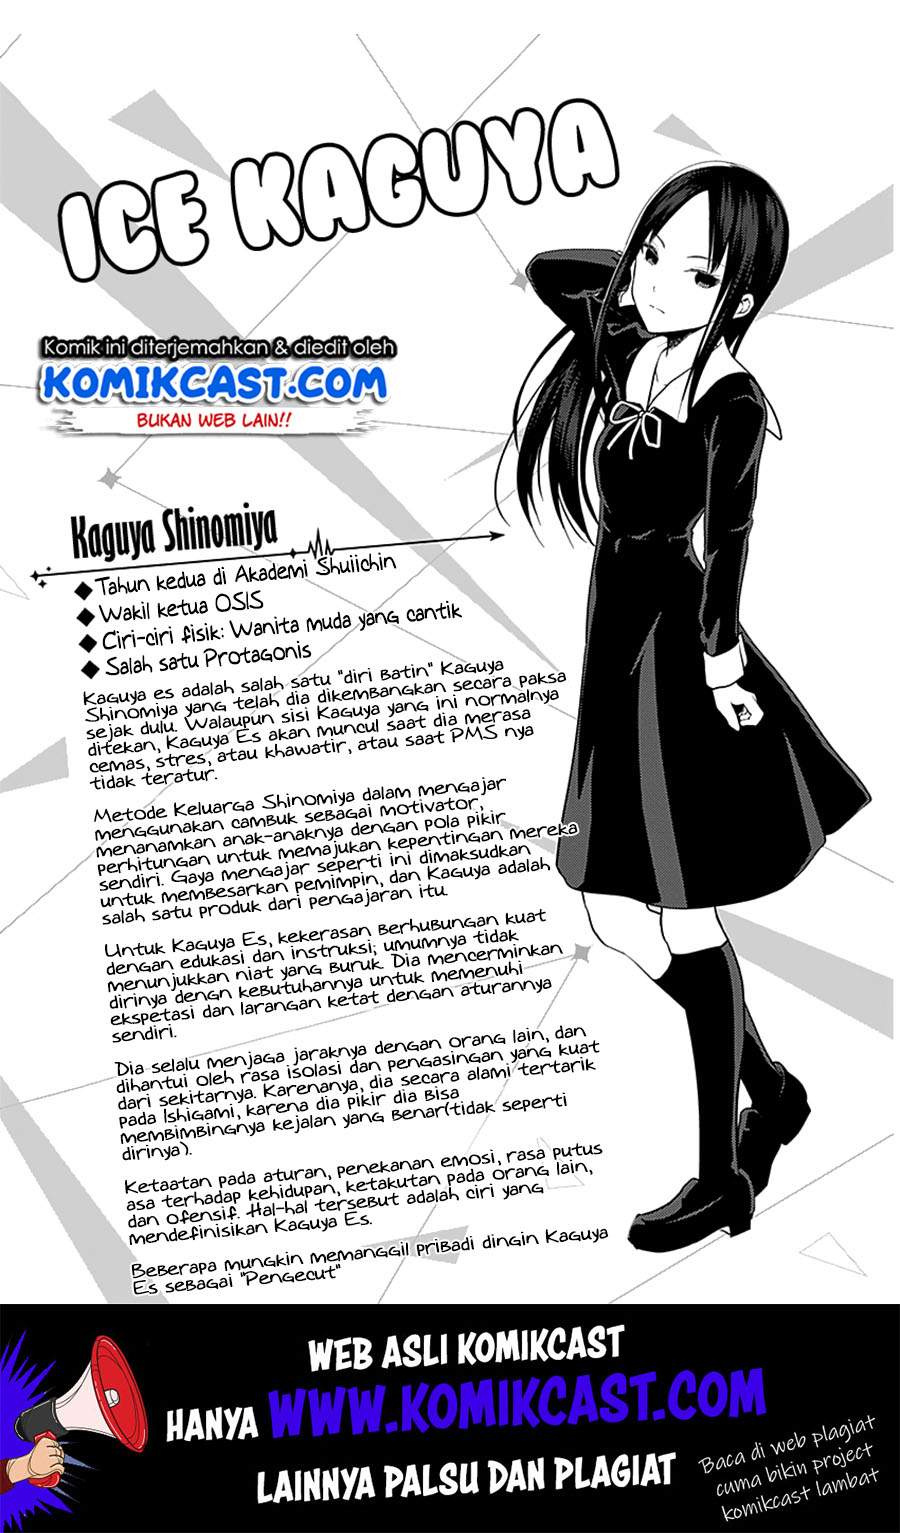 ICE KAGUYA
Komik ini diterjemahkan & diedit oleh
KOMIKCAST.COM
BUKAN WEB LAIN!!
Kaguya Shinomiya
◆Tahun kedua di Akademi Shuiichin
◆Wakil ketua OSIS
◆Ciri-ciri fisik: Wanita muda yang cantik
◆Salah satu Protagonis
Kaguya es adalah salah satu "diri batin" Kaguya
Shinomiya yang telah dia dikembangkan secara paksa
sejak dulu. Walaupun sisi Kaguya yang ini normalnya
ditekan, Kaguya Es akan muncul saat dia merasa
cemas, stres, atau khawatir, atau saat PMS nya
tidak teratur.
Metode Keluarga Shinomiya dalam mengajar
menggunakan cambuk sebagai motivator,
menanamkan anak-anaknya dengan pola pikir
perhitungan untuk memajukan kepentingan mereka
sendiri. Gaya mengajar seperti ini dimaksudkan
untuk membesarkan pemimpin, dan Kaguya adalah
salah satu produk dari pengajaran itu.
Untuk Kaguya Es, kekerasan berhubungan kuat
dengan edukasi dan instruksi; umumnya tidak
menunjukkan niat yang buruk. Dia mencerminkan
dirinya dengn kebutuhannya untuk memenuhi
ekspetasi dan larangan ketat dengan aturannya
sendiri.
Dia selalu menjaga jaraknya dengan orang lain, dan
dihantui oleh rasa isolasi dan pengasingan yang kuat
dari sekitarnya. Karenanya, dia secara alami tertarik
pada Ishigami, karena dia pikir dia bisa
membimbingnya kejalan yang benar(tidak seperti
dirinya).
Ketaatan pada aturan, penekanan emosi, rasa putus
asa terhadap kehidupan, ketakutan pada orang lain,
dan ofensif. Hal-hal tersebut adalah ciri yang
mendefinisikan Kaguya Es.
Beberapa mungkin memanggil pribadi dingin Kaguya
Es sebagai "Pengecut"
WEB ASLI KOMIKCAST
HANYA WWW.KOMIKCAST.COM
LAINNYA PALSU DAN PLAGIAT
Baca di web plagiat
cuma bikin project
komikcast lambat